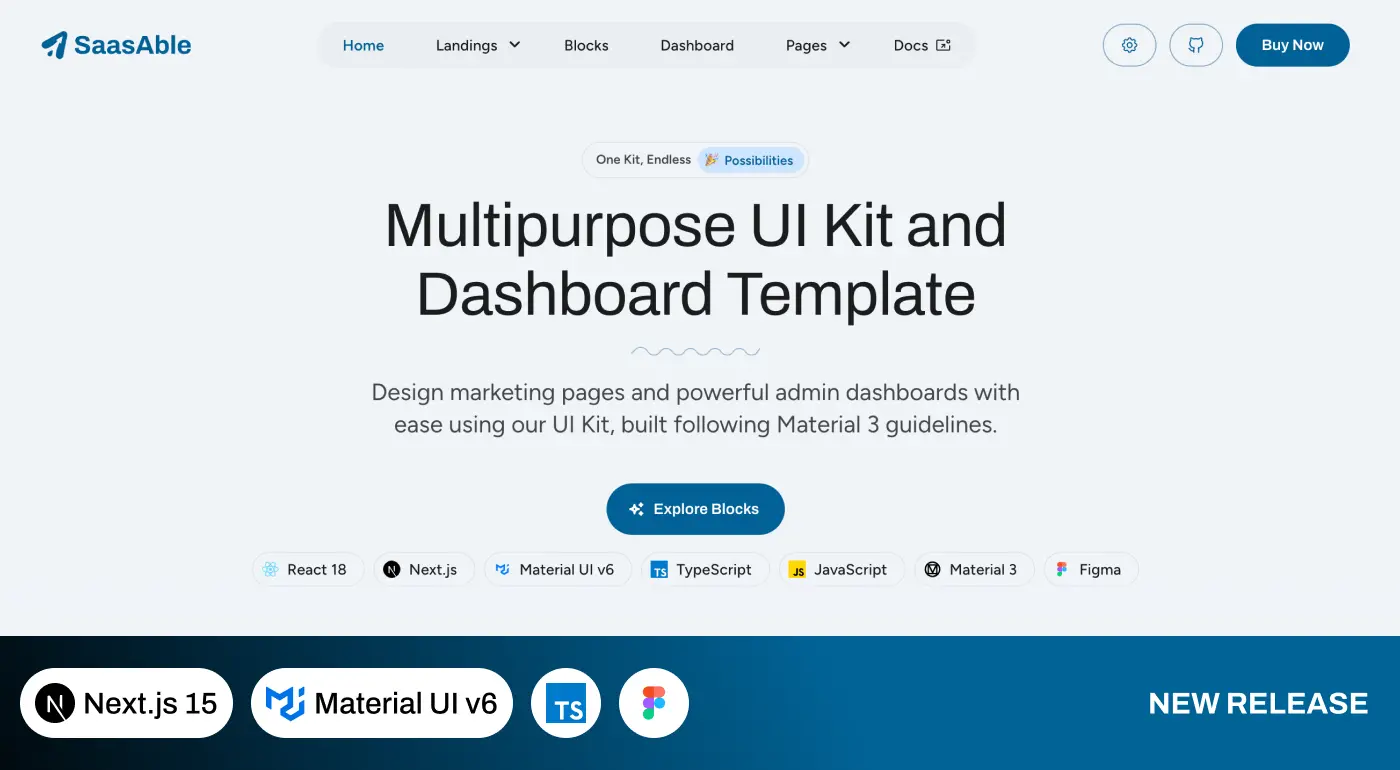 SaasAble
Home
Landings
Blocks
Dashboard
Pages
Docs
Buy Now
One Kit, Endless
Possibilities
Multipurpose UI Kit and
Dashboard Template
Design marketing pages and powerful admin dashboards with
ease using our UI Kit, built following Material 3 guidelines.
Explore Blocks
React 18
N
Next.js
Material UI v6
TS
TypeScript
JS
JavaScript
Material 3
Figma
N
Next.js 15
Material UI v6
TS
NEW RELEASE